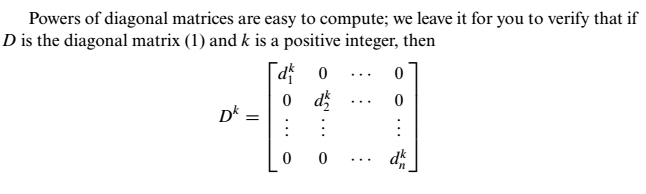 Powers of diagonal matrices are easy to compute; we leave it for you to verify that if
D is the diagonal matrix (1) and k is a positive integer, then
D^k = [ d_1^k 0 ⋯ 0
0 d_2^k ⋯ 0
⋮ ⋮ ⋮
0 0 ⋯ d_n^k ]